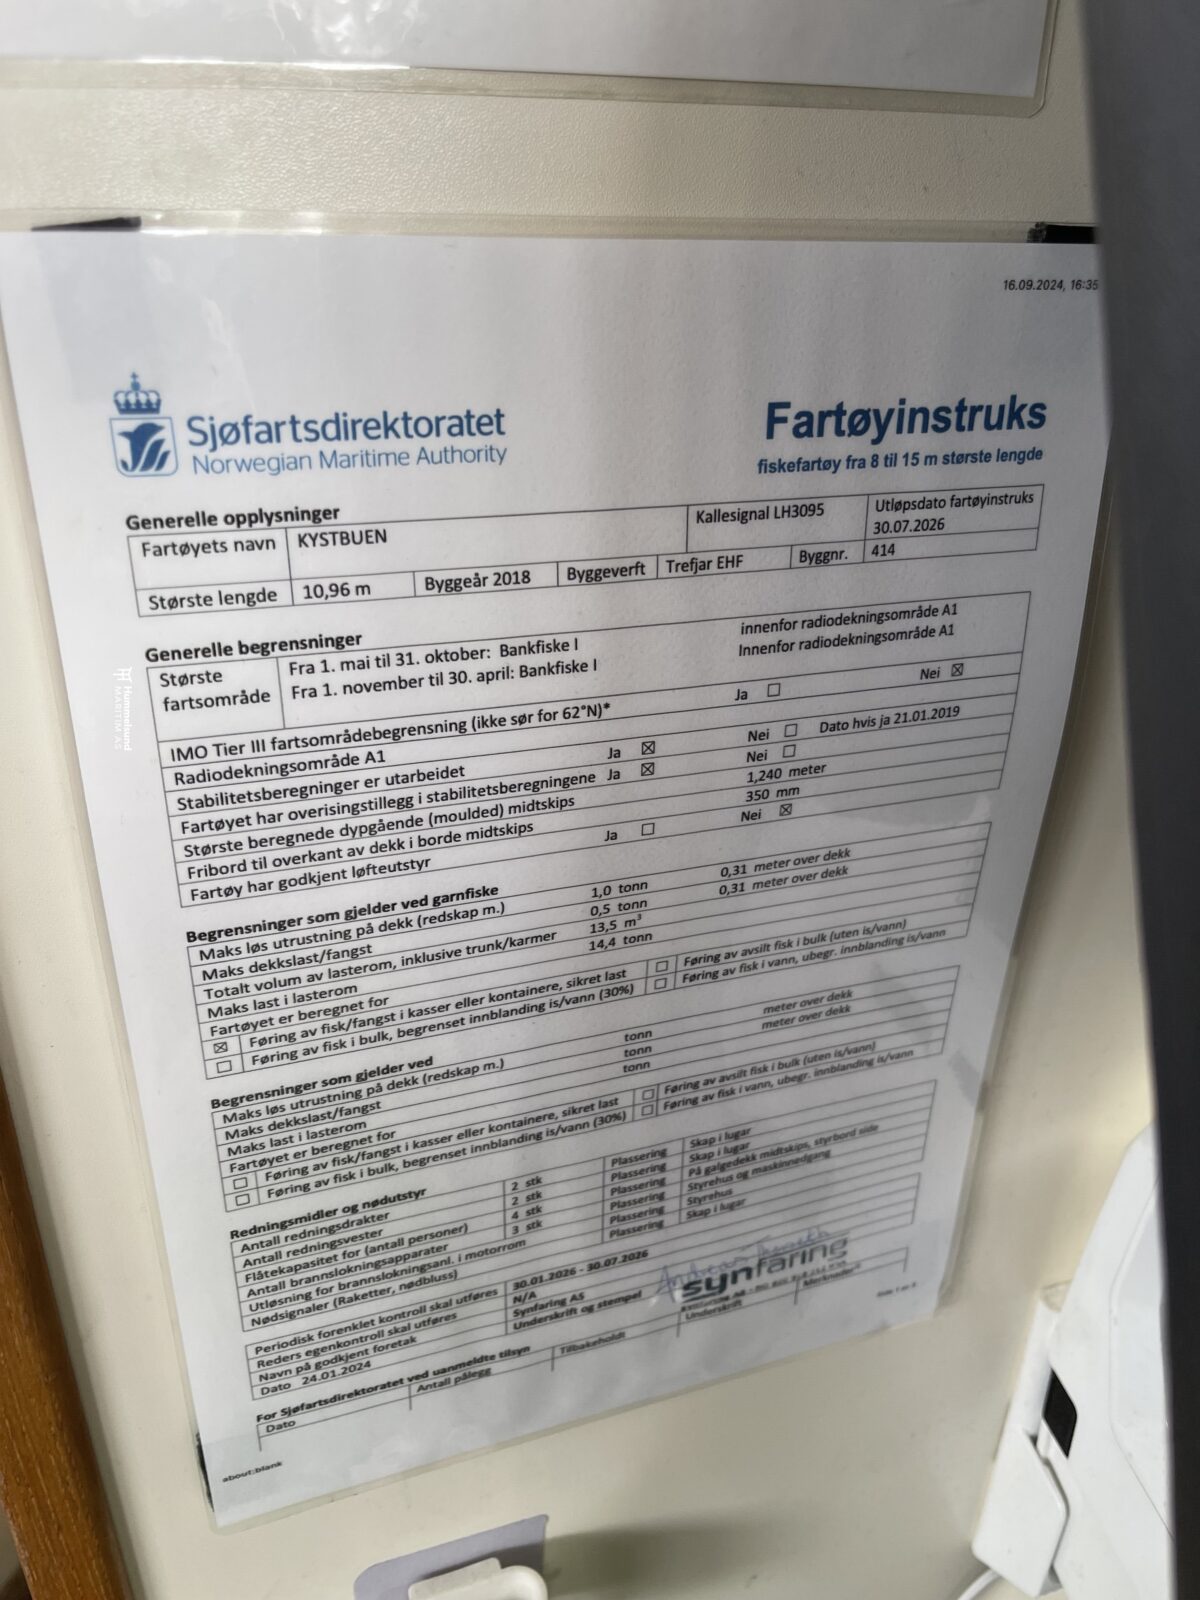 16.09.2024, 16:35
Sjøfartsdirektoratet
Norwegian Maritime Authority
Fartøyinstruks
fiskefartøy fra 8 til 15 m største lengde
Generelle opplysninger
Fartøyets navn KYSTBUEN Kallesignal LH3095 Utløpsdato fartøyinstruks 30.07.2026
Største lengde 10,96 m Byggeår 2018 Byggeverft Trefjar EHF Byggnr. 414
Generelle begrensninger
Største fartsområde
Fra 1. mai til 31. oktober: Bankfiske I innenfor radiodekningsområde A1
Fra 1. november til 30. april: Bankfiske I Innenfor radiodekningsområde A1
IMO Tier III fartsområdebegrensning (ikke sør for 62°N)* Ja ☐ Nei ☒
Radiodekningsområde A1
Stabilitetsberegninger er utarbeidet Ja ☒ Nei ☐ Dato hvis ja 21.01.2019
Fartøyet har overisingstillegg i stabilitetsberegningene Ja ☒ Nei ☐
Største beregnede dypgående (moulded) midtskips 1,240 meter
Fribord til overkant av dekk i borde midtskips 350 mm
Fartøy har godkjent løfteutstyr Ja ☐ Nei ☒
Begrensninger som gjelder ved garnfiske
Maks løs utrustning på dekk (redskap m.) 1,0 tonn 0,31 meter over dekk
Maks dekkslast/fangst 0,5 tonn 0,31 meter over dekk
Totalt volum av lasterom, inklusive trunk/karmer 13,5 m³
Maks last i lasterom 14,4 tonn
Fartøyet er beregnet for
☒ Føring av fisk/fangst i kasser eller kontainere, sikret last ☐ Føring av avsilt fisk i bulk (uten is/vann)
☐ Føring av fisk i bulk, begrenset innblanding is/vann (30%) ☐ Føring av fisk i vann, ubegr. innblanding is/vann
Begrensninger som gjelder ved
Maks løs utrustning på dekk (redskap m.) tonn meter over dekk
Maks dekkslast/fangst tonn meter over dekk
Maks last i lasterom tonn
Fartøyet er beregnet for
☐ Føring av fisk/fangst i kasser eller kontainere, sikret last ☐ Føring av avsilt fisk i bulk (uten is/vann)
☐ Føring av fisk i bulk, begrenset innblanding is/vann (30%) ☐ Føring av fisk i vann, ubegr. innblanding is/vann
Redningsmidler og nødutstyr
Antall redningsdrakter 2 stk Plassering Skap i lugar
Antall redningsvester 2 stk Plassering Skap i lugar
Flåtekapasitet for (antall personer) 4 stk Plassering På galgedekk midtskips, styrbord side
Antall brannslokningsapparater 3 stk Plassering Styrehus og maskinnedgang
Utløsning for brannslokningsanl. i motorrom Plassering Styrehus
Nødsignaler (Raketter, nødbluss) Plassering Skap i lugar
Periodisk forenklet kontroll skal utføres 30.01.2026 - 30.07.2026
Reders egenkontroll skal utføres N/A
Navn på godkjent foretak Synfaring AS
Dato 24.01.2024 Underskrift og stempel
synfaring
For Sjøfartsdirektoratet ved uanmeldte tilsyn
Dato Antall pålegg Tilbakeholdt Underskrift Merknader
about:blank
Hummelsund
MARITIM AS